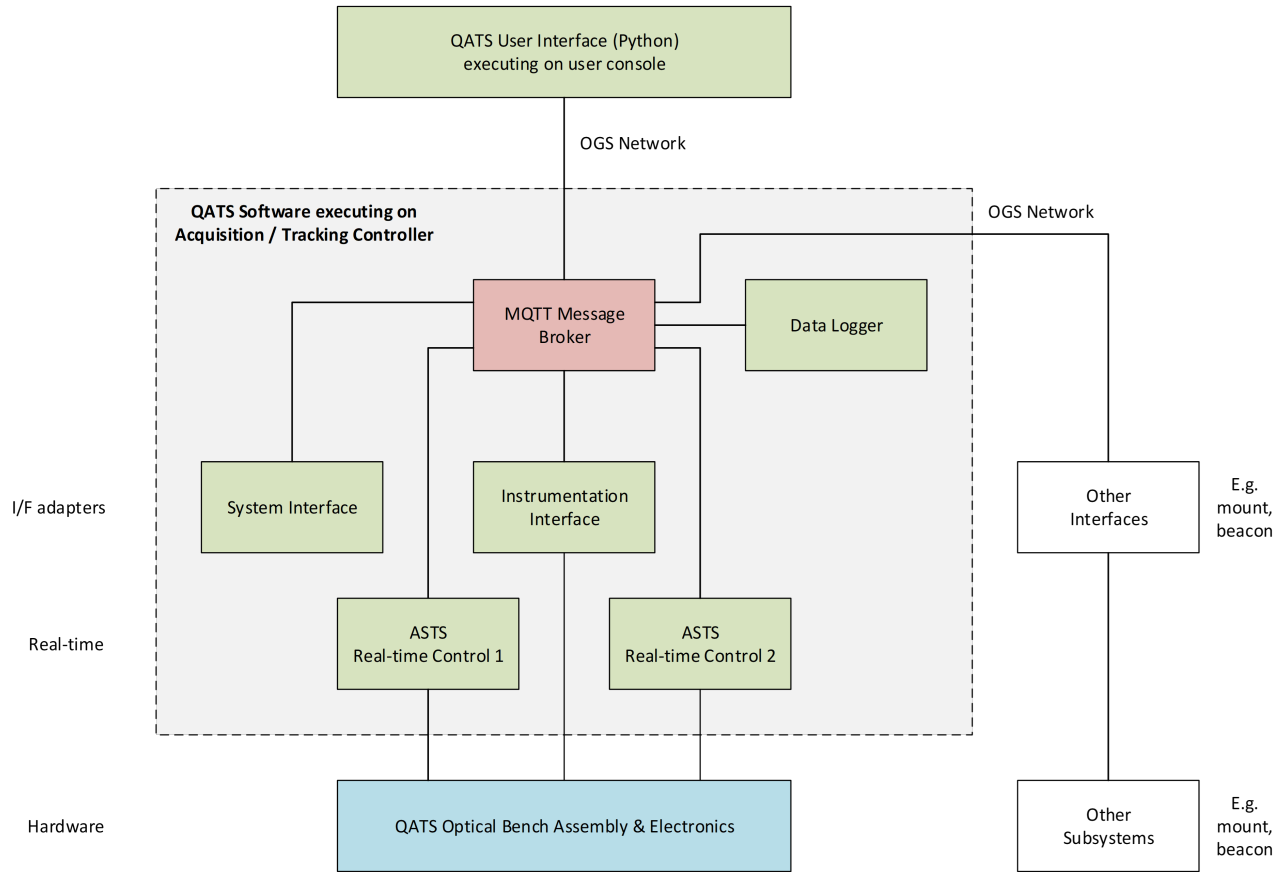 QATS User Interface (Python)
executing on user console
OGS Network
QATS Software executing on
Acquisition / Tracking Controller
OGS Network
MQTT Message
Broker
Data Logger
I/F adapters
System Interface
Instrumentation
Interface
Other
Interfaces
E.g.
mount,
beacon
Real-time
ASTS
Real-time Control 1
ASTS
Real-time Control 2
Hardware
QATS Optical Bench Assembly & Electronics
Other
Subsystems
E.g.
mount,
beacon